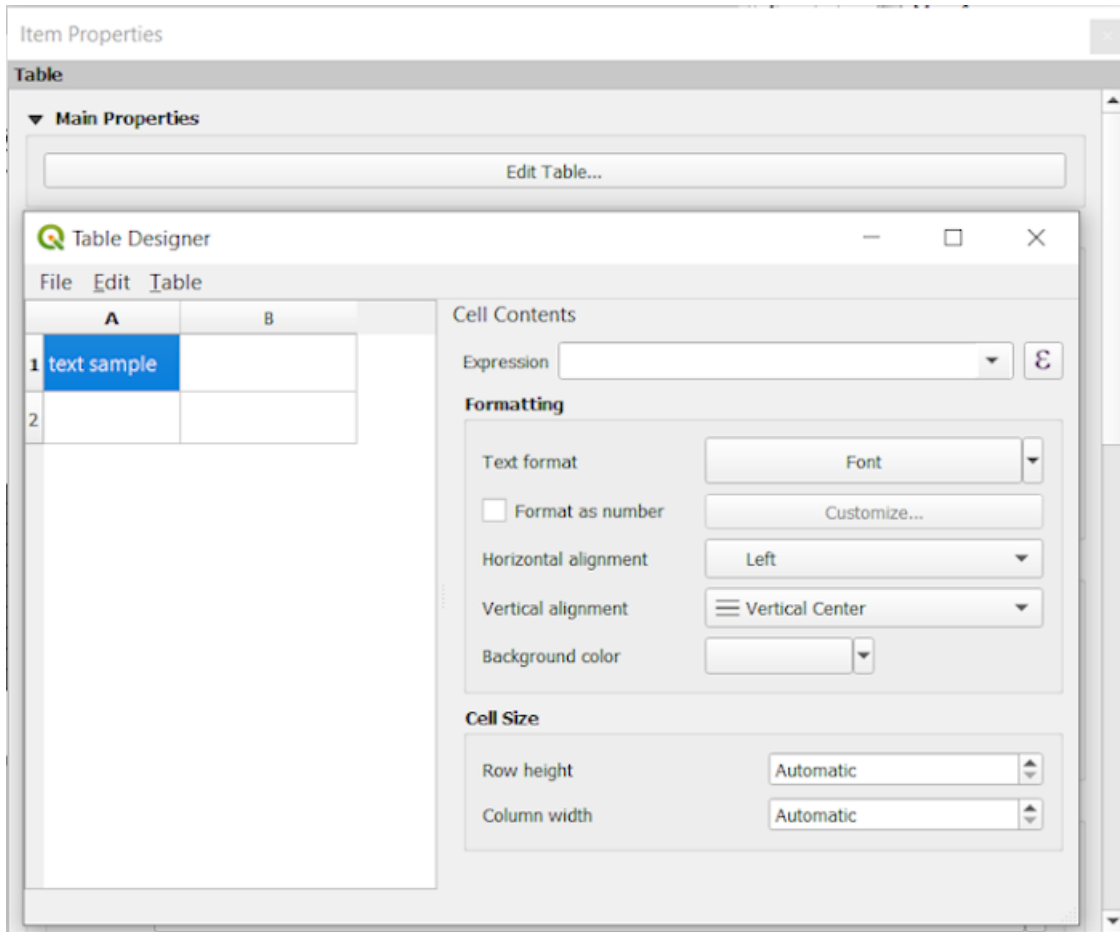 Item Properties
Table
Main Properties
Edit Table...
Table Designer
File Edit Table
A B
1 text sample
2
Cell Contents
Expression ε
Formatting
Text format Font
Format as number Customize...
Horizontal alignment Left
Vertical alignment Vertical Center
Background color
Cell Size
Row height Automatic
Column width Automatic